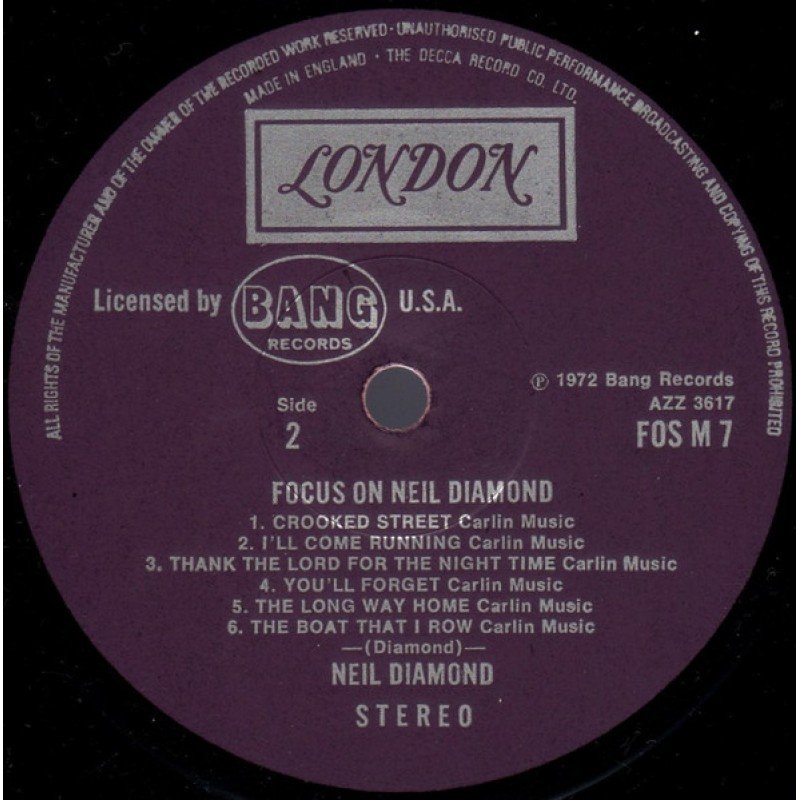 ALL RIGHTS OF THE MANUFACTURER AND OF THE OWNER OF THE RECORDED WORK RESERVED · UNAUTHORISED PUBLIC PERFORMANCE BROADCASTING AND COPYING OF THIS RECORD PROHIBITED
MADE IN ENGLAND · THE DECCA RECORD CO. LTD.
LONDON
Licensed by BANG RECORDS U.S.A.
℗ 1972 Bang Records
Side AZZ 3617
2 FOS M 7
FOCUS ON NEIL DIAMOND
1. CROOKED STREET Carlin Music
2. I'LL COME RUNNING Carlin Music
3. THANK THE LORD FOR THE NIGHT TIME Carlin Music
4. YOU'LL FORGET Carlin Music
5. THE LONG WAY HOME Carlin Music
6. THE BOAT THAT I ROW Carlin Music
—(Diamond)—
NEIL DIAMOND
STEREO